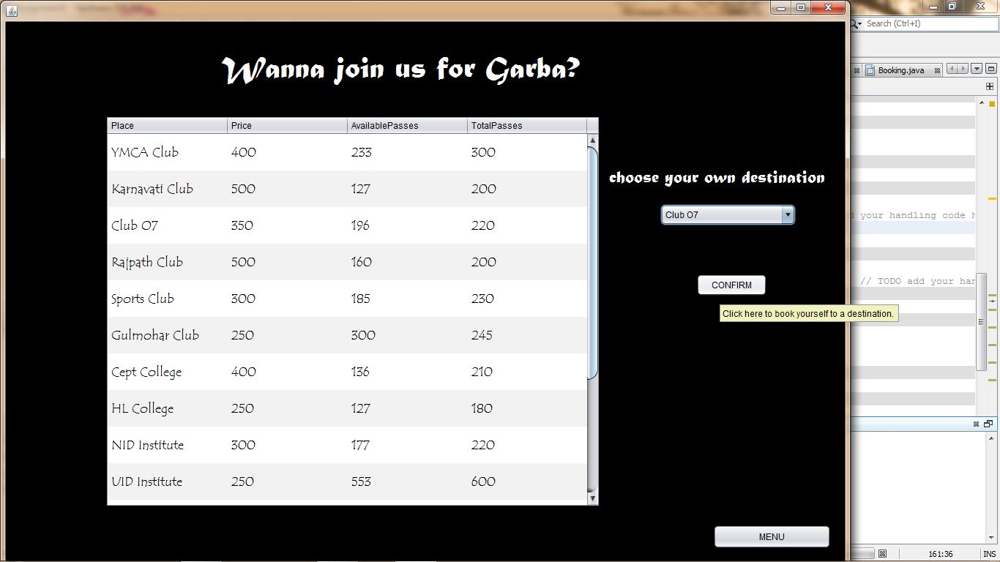 Search (Ctrl+I)
Booking.java
Wanna join us for Garba?
Place Price AvailablePasses TotalPasses
YMCA Club 400 233 300
Karnavati Club 500 127 200
Club O7 350 196 220
Rajpath Club 500 160 200
Sports Club 300 185 230
Gulmohar Club 250 300 245
Cept College 400 136 210
HL College 250 127 180
NID Institute 300 177 220
UID Institute 250 553 600
choose your own destination
Club O7
CONFIRM
Click here to book yourself to a destination.
MENU
your handling code
// TODO add your
161:36 INS